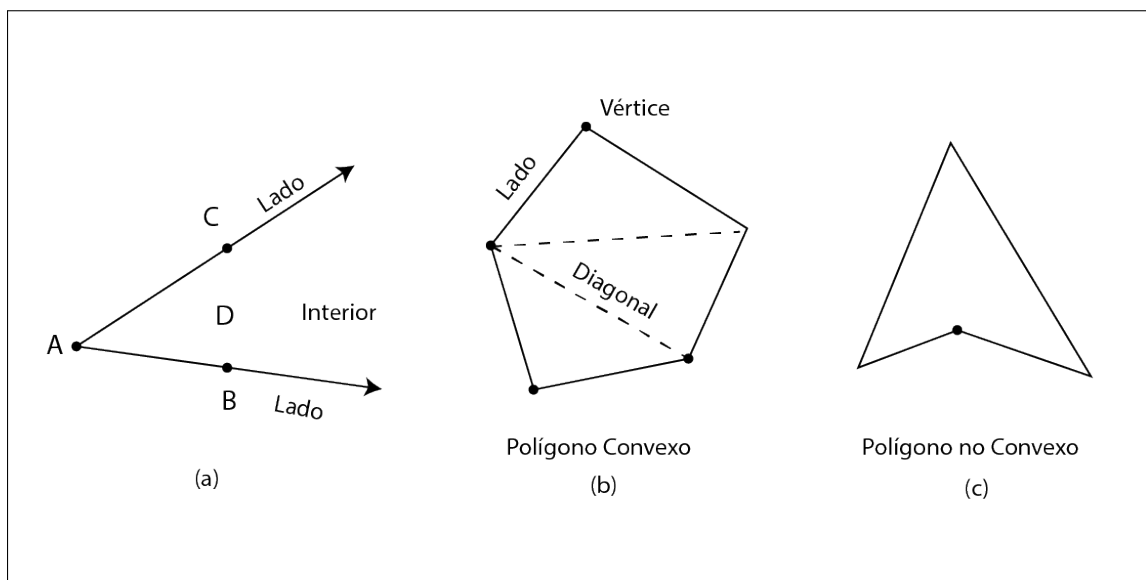 C
Lado
A
D
Interior
B
Lado
(a)
Vértice
Lado
Diagonal
Polígono Convexo
(b)
Polígono no Convexo
(c)